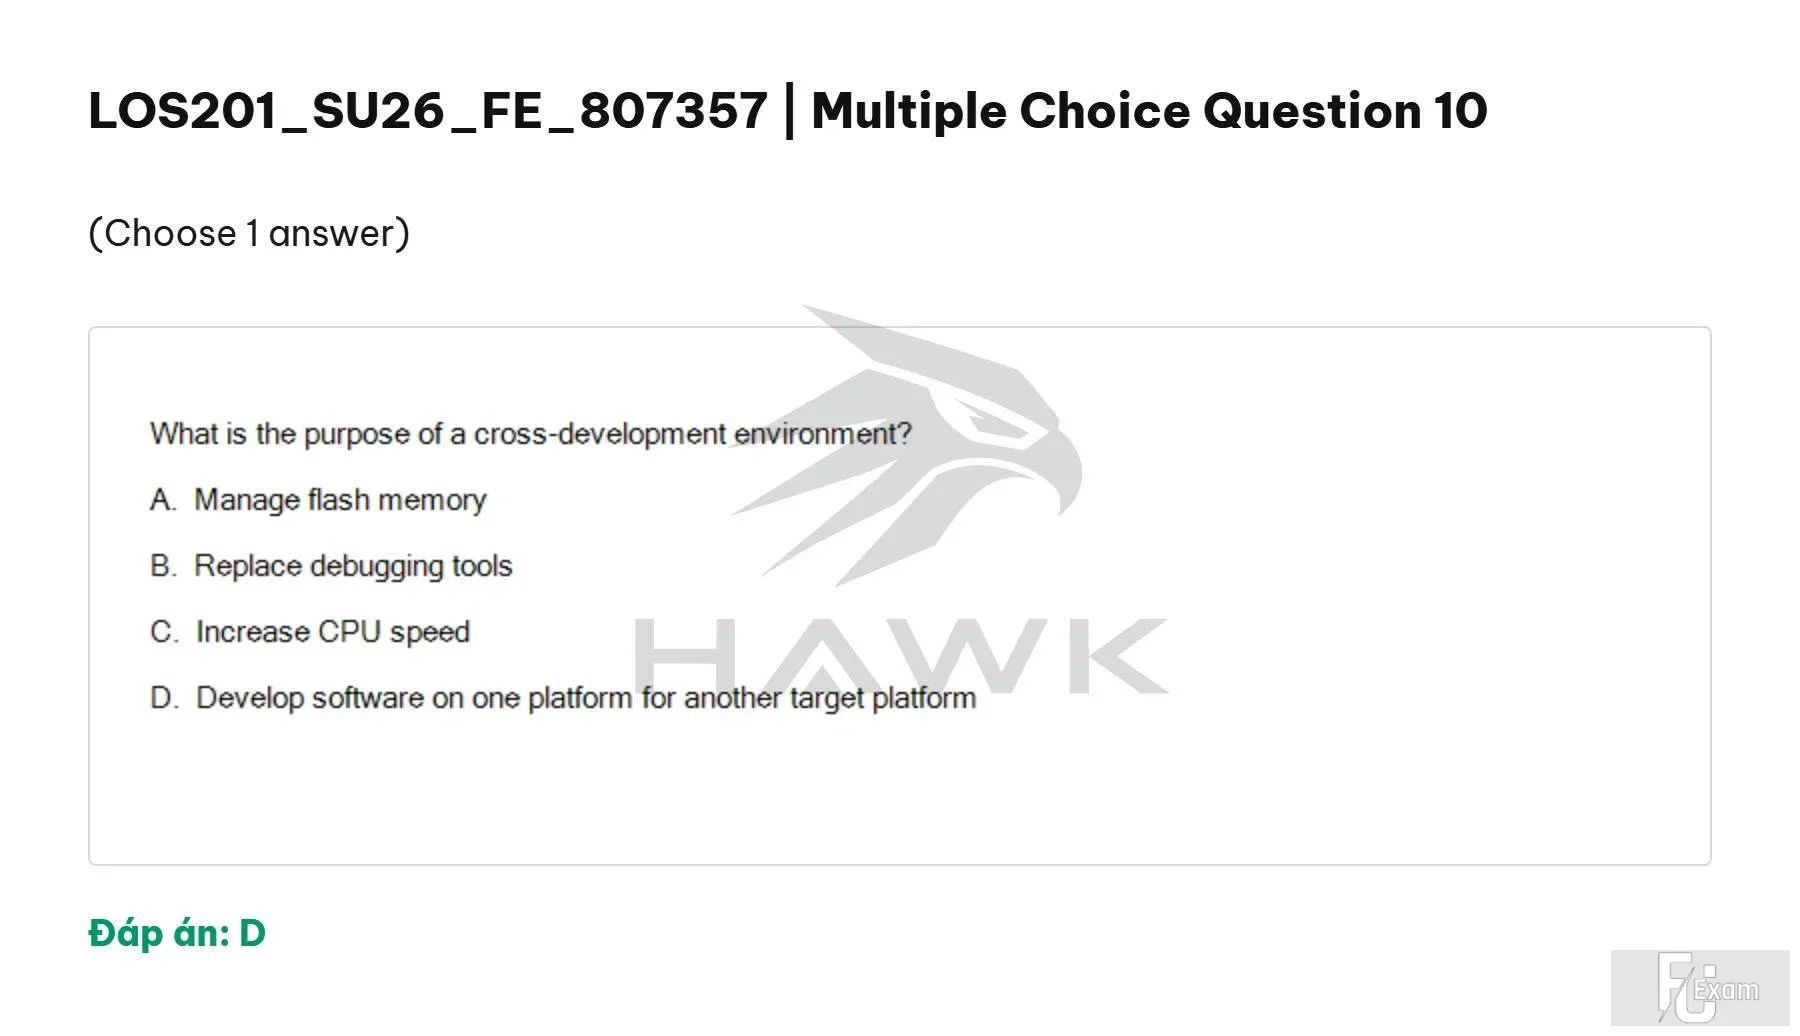 LOS201_SU26_FE_807357 | Multiple Choice Question 10
(Choose 1 answer)
What is the purpose of a cross-development environment?
A. Manage flash memory
B. Replace debugging tools
C. Increase CPU speed
D. Develop software on one platform for another target platform
HAWK
Đáp án: D
Exam